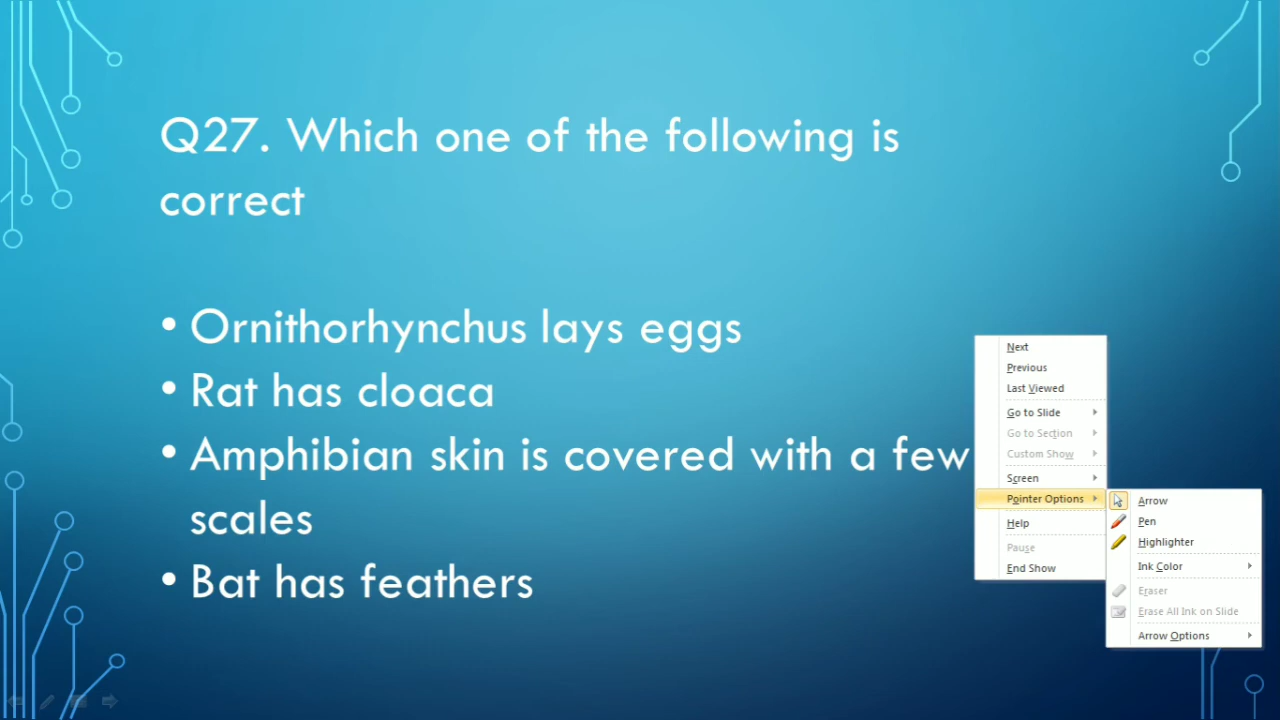 Q27. Which one of the following is
correct
• Ornithorhynchus lays eggs
• Rat has cloaca
• Amphibian skin is covered with a few
scales
• Bat has feathers
Next
Previous
Last Viewed
Go to Slide
Go to Section
Custom Show
Screen
Pointer Options
Help
Pause
End Show
Arrow
Pen
Highlighter
Ink Color
Eraser
Erase All Ink on Slide
Arrow Options